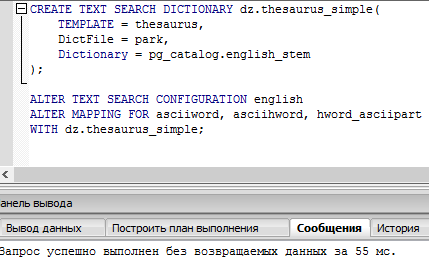 CREATE TEXT SEARCH DICTIONARY dz.thesaurus_simple(
TEMPLATE = thesaurus,
DictFile = park,
Dictionary = pg_catalog.english_stem
);
ALTER TEXT SEARCH CONFIGURATION english
ALTER MAPPING FOR asciiword, asciihword, hword_asciipart
WITH dz.thesaurus_simple;
анель вывода
Вывод данных Построить план выполнения Сообщения История
Запрос успешно выполнен без возвращаемых данных за 55 мс.